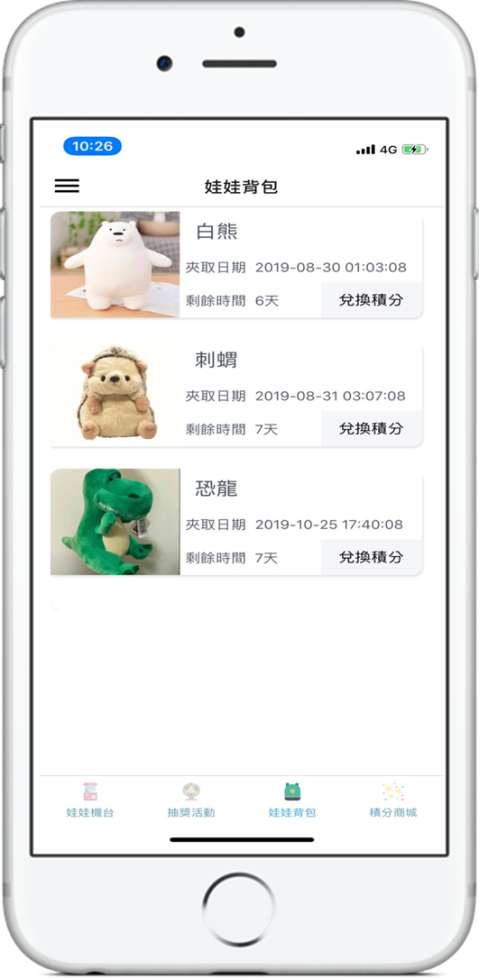 10:26
4G
娃娃背包
白熊
夾取日期 2019-08-30 01:03:08
剩餘時間 6天
兌換積分
刺蝟
夾取日期 2019-08-31 03:07:08
剩餘時間 7天
兌換積分
恐龍
夾取日期 2019-10-25 17:40:08
剩餘時間 7天
兌換積分
娃娃機台
抽獎活動
娃娃背包
積分商城